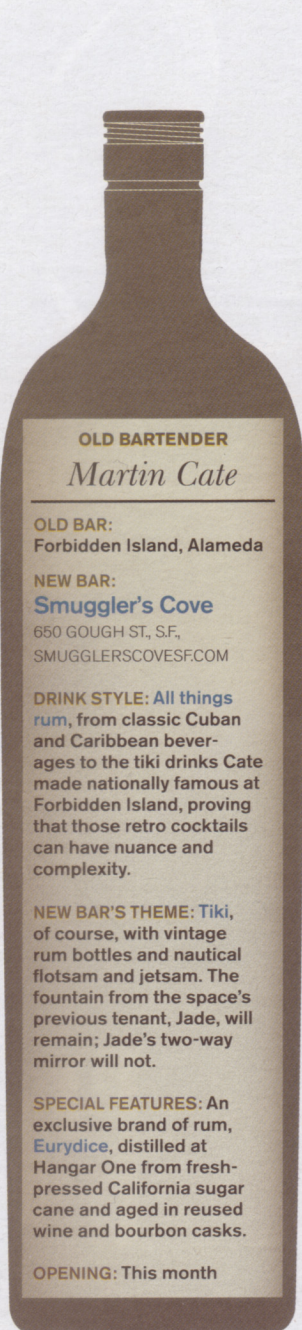 OLD BARTENDER
Martin Cate
OLD BAR:
Forbidden Island, Alameda
NEW BAR:
Smuggler's Cove
650 GOUGH ST., S.F.,
SMUGGLERSCOVESF.COM
DRINK STYLE: All things
rum, from classic Cuban
and Caribbean bever-
ages to the tiki drinks Cate
made nationally famous at
Forbidden Island, proving
that those retro cocktails
can have nuance and
complexity.
NEW BAR'S THEME: Tiki,
of course, with vintage
rum bottles and nautical
flotsam and jetsam. The
fountain from the space's
previous tenant, Jade, will
remain; Jade's two-way
mirror will not.
SPECIAL FEATURES: An
exclusive brand of rum,
Eurydice, distilled at
Hangar One from fresh-
pressed California sugar
cane and aged in reused
wine and bourbon casks.
OPENING: This month